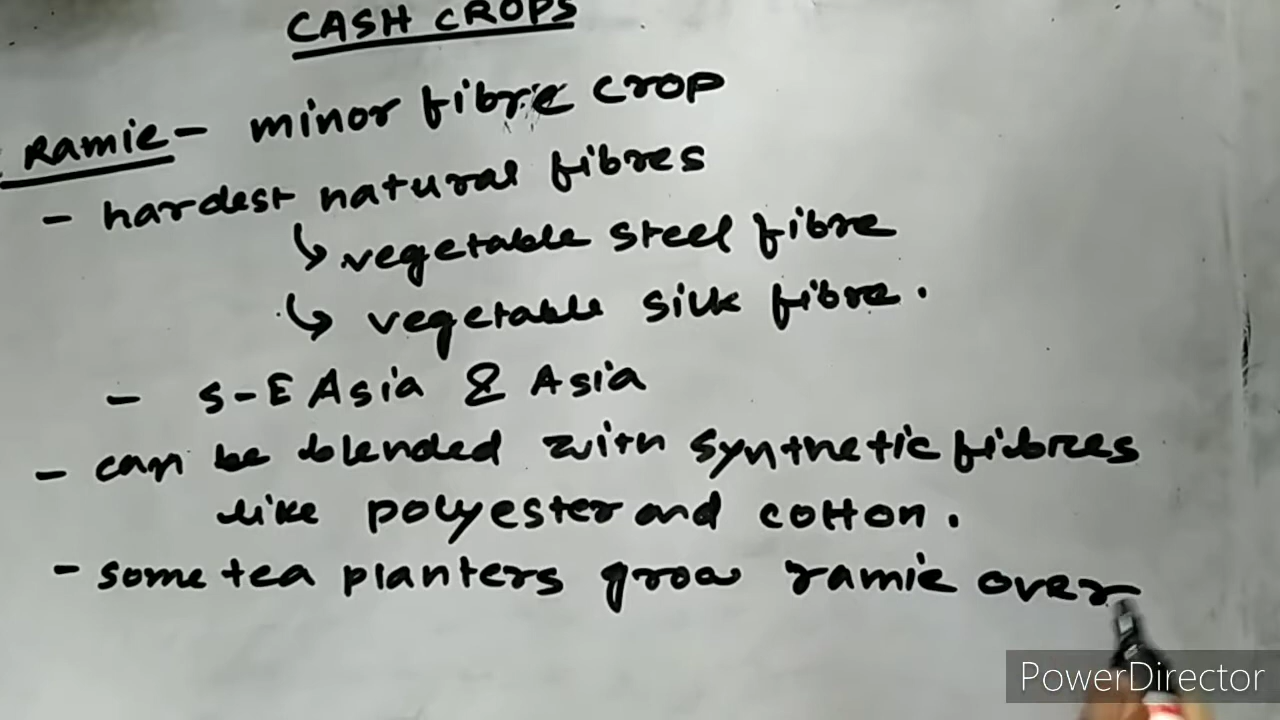 CASH CROPS
Ramie - minor fibre crop
- hardest natural fibres
↳ vegetable steel fibre
↳ vegetable silk fibre.
- S-E Asia & Asia
- can be blended with synthetic fibres
like polyester and cotton.
- some tea planters grow ramie over
PowerDirector